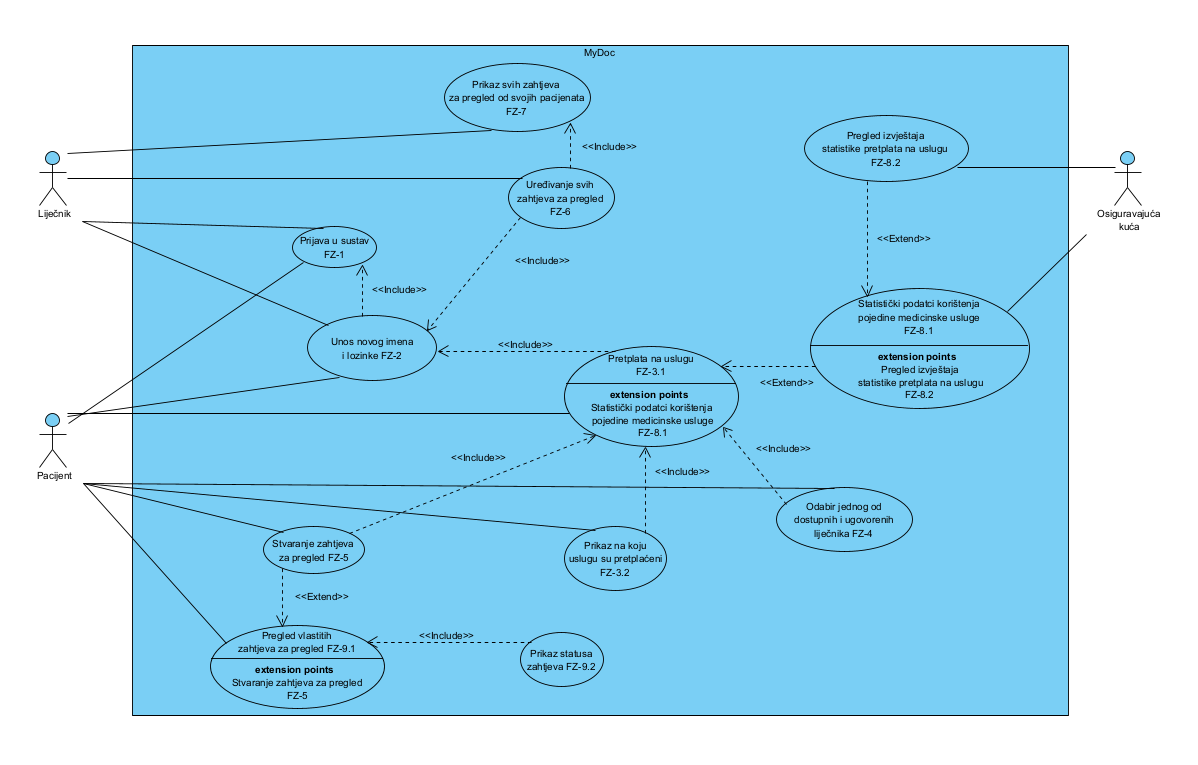 MyDoc
Prikaz svih zahtjeva
za pregled od svojih pacijenata
FZ-7
<<Include>>
Pregled izvještaja
statistike pretplata na uslugu
FZ-8.2
Liječnik
Uređivanje svih
zahtjeva za pregled
FZ-6
Osiguravajuća
kuća
Prijava u sustav
FZ-1
<<Extend>>
<<Include>>
<<Include>>
Statistički podatci korištenja
pojedine medicinske usluge
FZ-8.1
extension points
Pregled izvještaja
statistike pretplata na uslugu
FZ-8.2
Unos novog imena
i lozinke FZ-2
<<Include>>
Pretplata na uslugu
FZ-3.1
extension points
Statistički podatci korištenja
pojedine medicinske usluge
FZ-8.1
<<Extend>>
Pacijent
<<Include>>
<<Include>>
<<Include>>
Odabir jednog od
dostupnih i ugovorenih
liječnika FZ-4
Stvaranje zahtjeva
za pregled FZ-5
Prikaz na koju
uslugu su pretplaćeni
FZ-3.2
<<Extend>>
Pregled vlastitih
zahtjeva za pregled FZ-9.1
extension points
Stvaranje zahtjeva za pregled
FZ-5
<<Include>>
Prikaz statusa
zahtjeva FZ-9.2